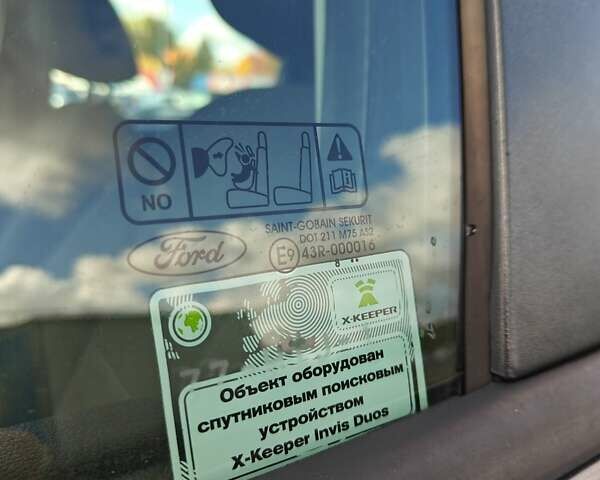 NO
SAINT-GOBAIN SEKURIT
DOT 211 M75 AS2
Ford
E9 43R-000016
X-KEEPER
Объект оборудован
спутниковым поисковым
устройством
X-Keeper Invis Duos